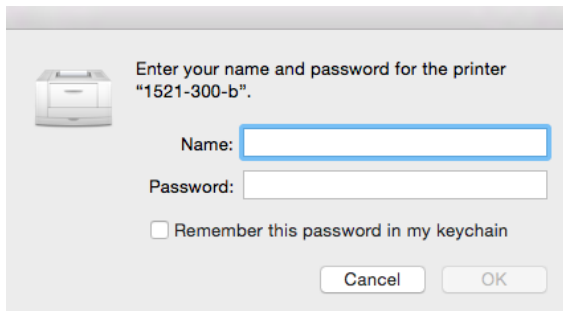 Enter your name and password for the printer
“1521-300-b”.
Name:
Password:
Remember this password in my keychain
Cancel OK